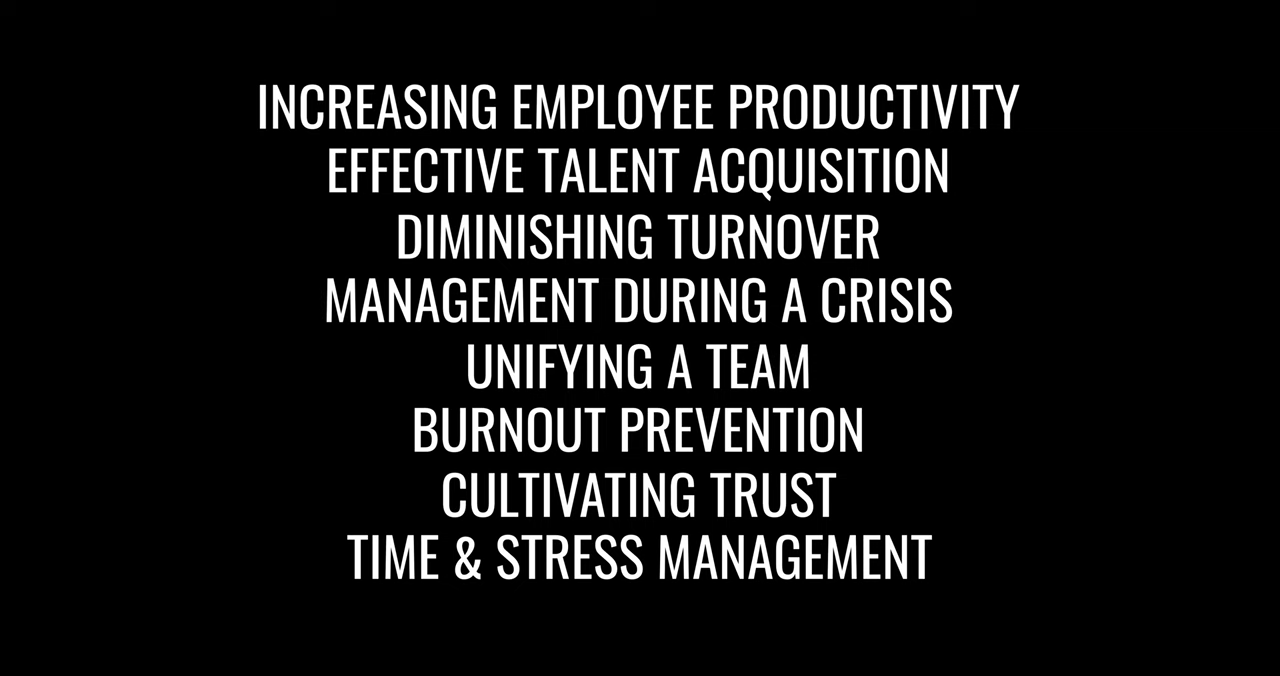 INCREASING EMPLOYEE PRODUCTIVITY
EFFECTIVE TALENT ACQUISITION
DIMINISHING TURNOVER
MANAGEMENT DURING A CRISIS
UNIFYING A TEAM
BURNOUT PREVENTION
CULTIVATING TRUST
TIME & STRESS MANAGEMENT